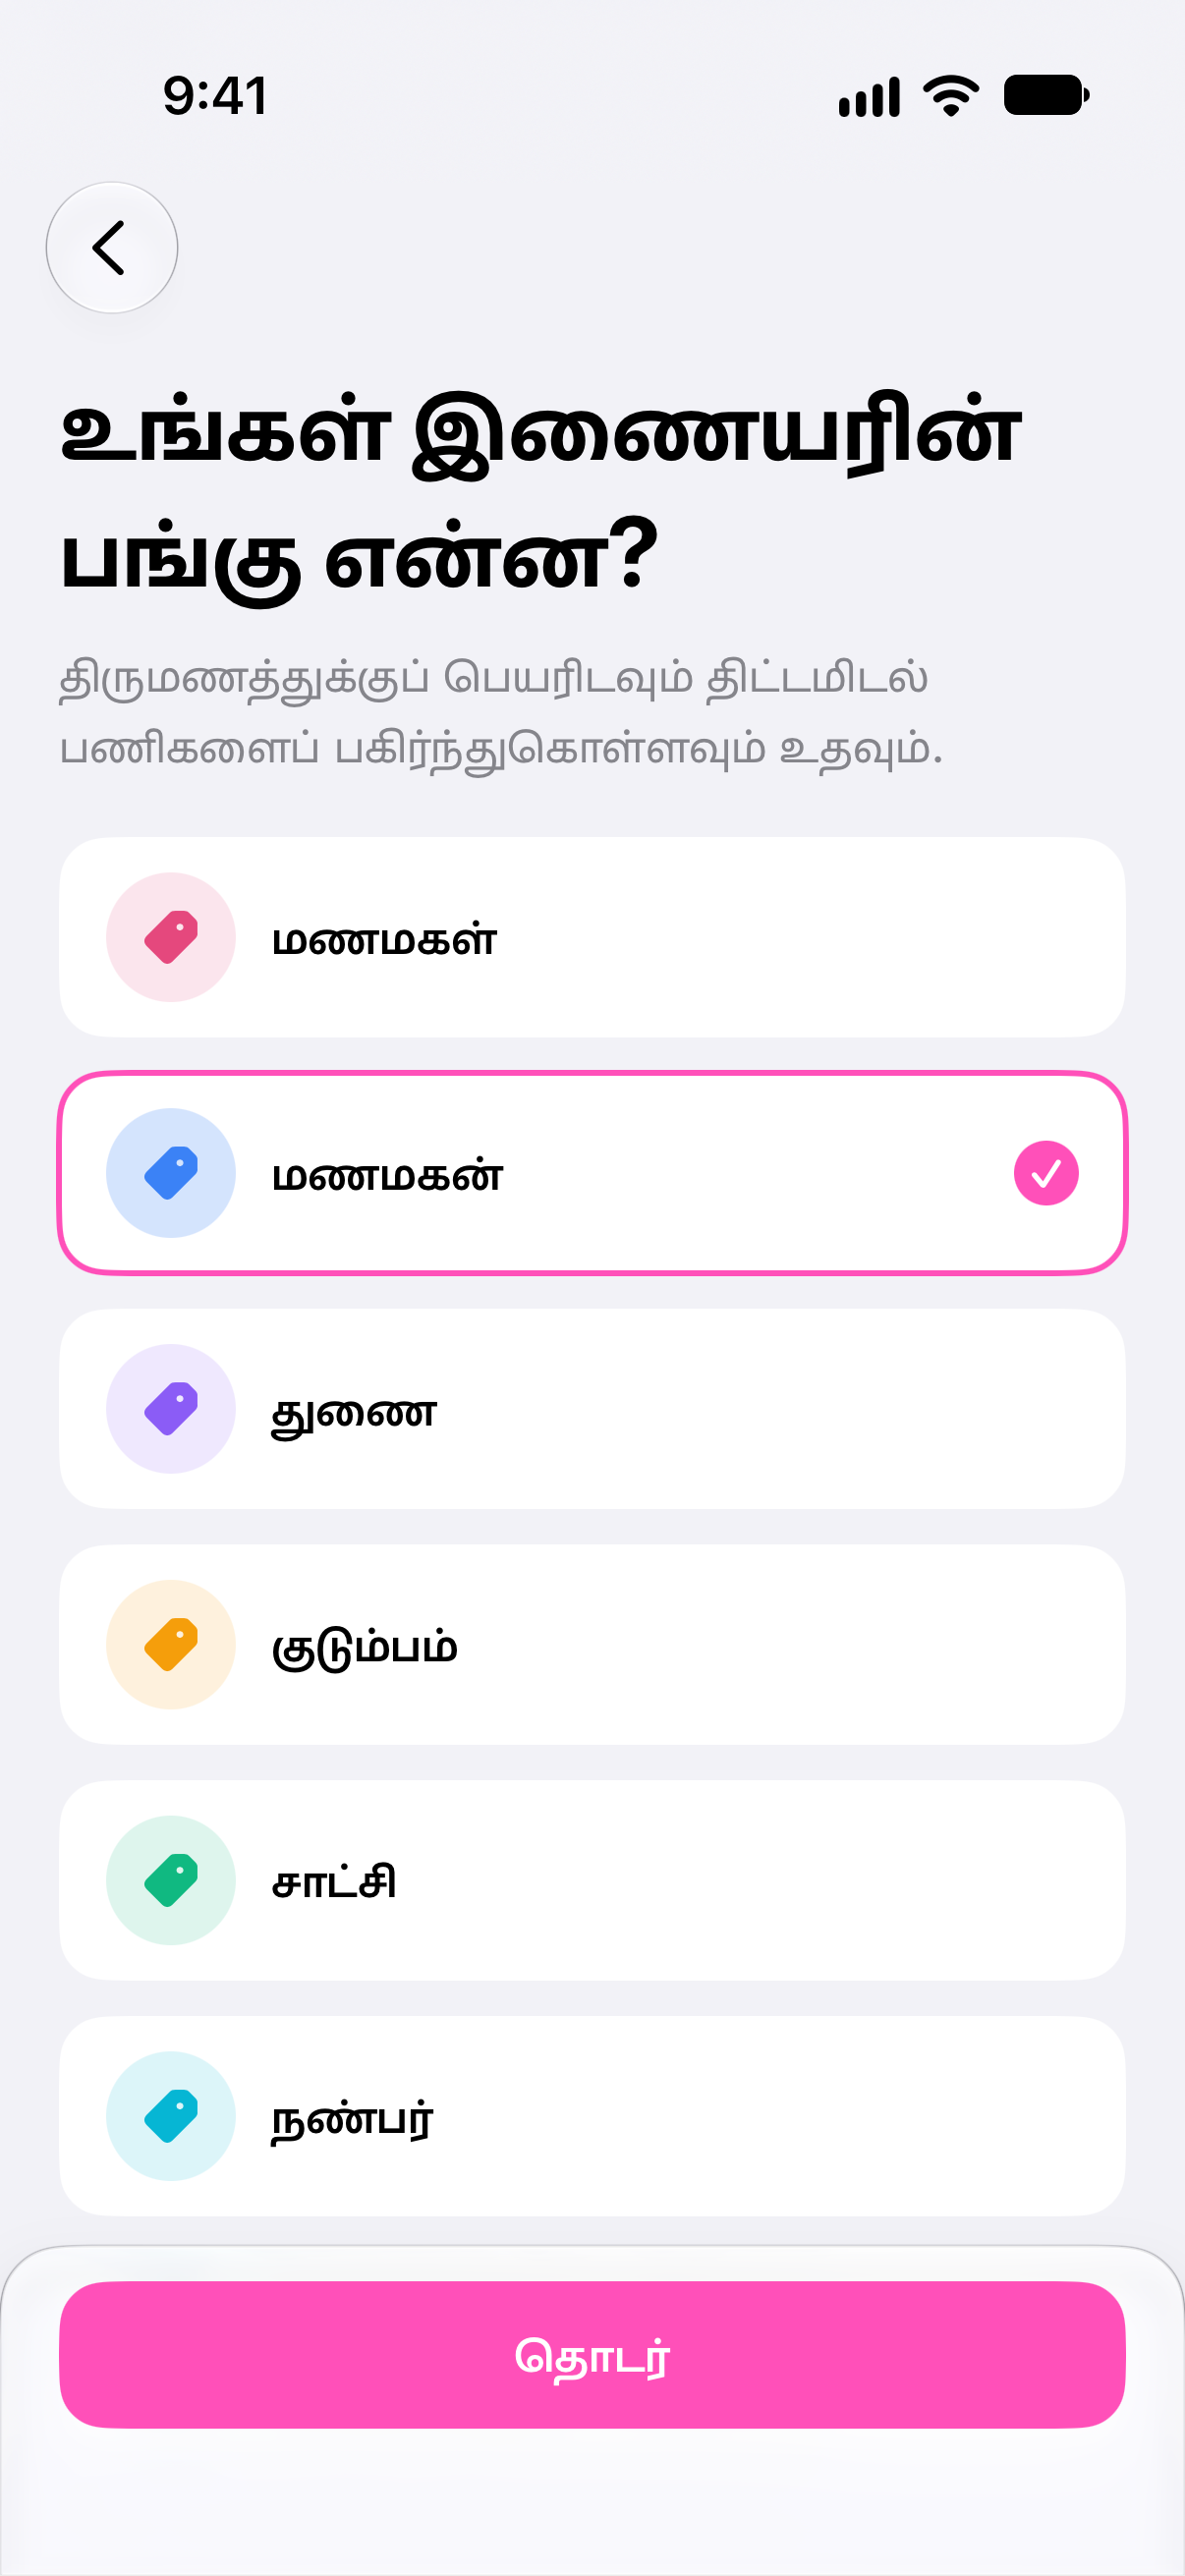 9:41
உங்கள் இணையரின்
பங்கு என்ன?
திருமணத்துக்குப் பெயரிடவும் திட்டமிடல்
பணிகளைப் பகிர்ந்துகொள்ளவும் உதவும்.
மணமகள்
மணமகன்
துணை
குடும்பம்
சாட்சி
நண்பர்
தொடர்